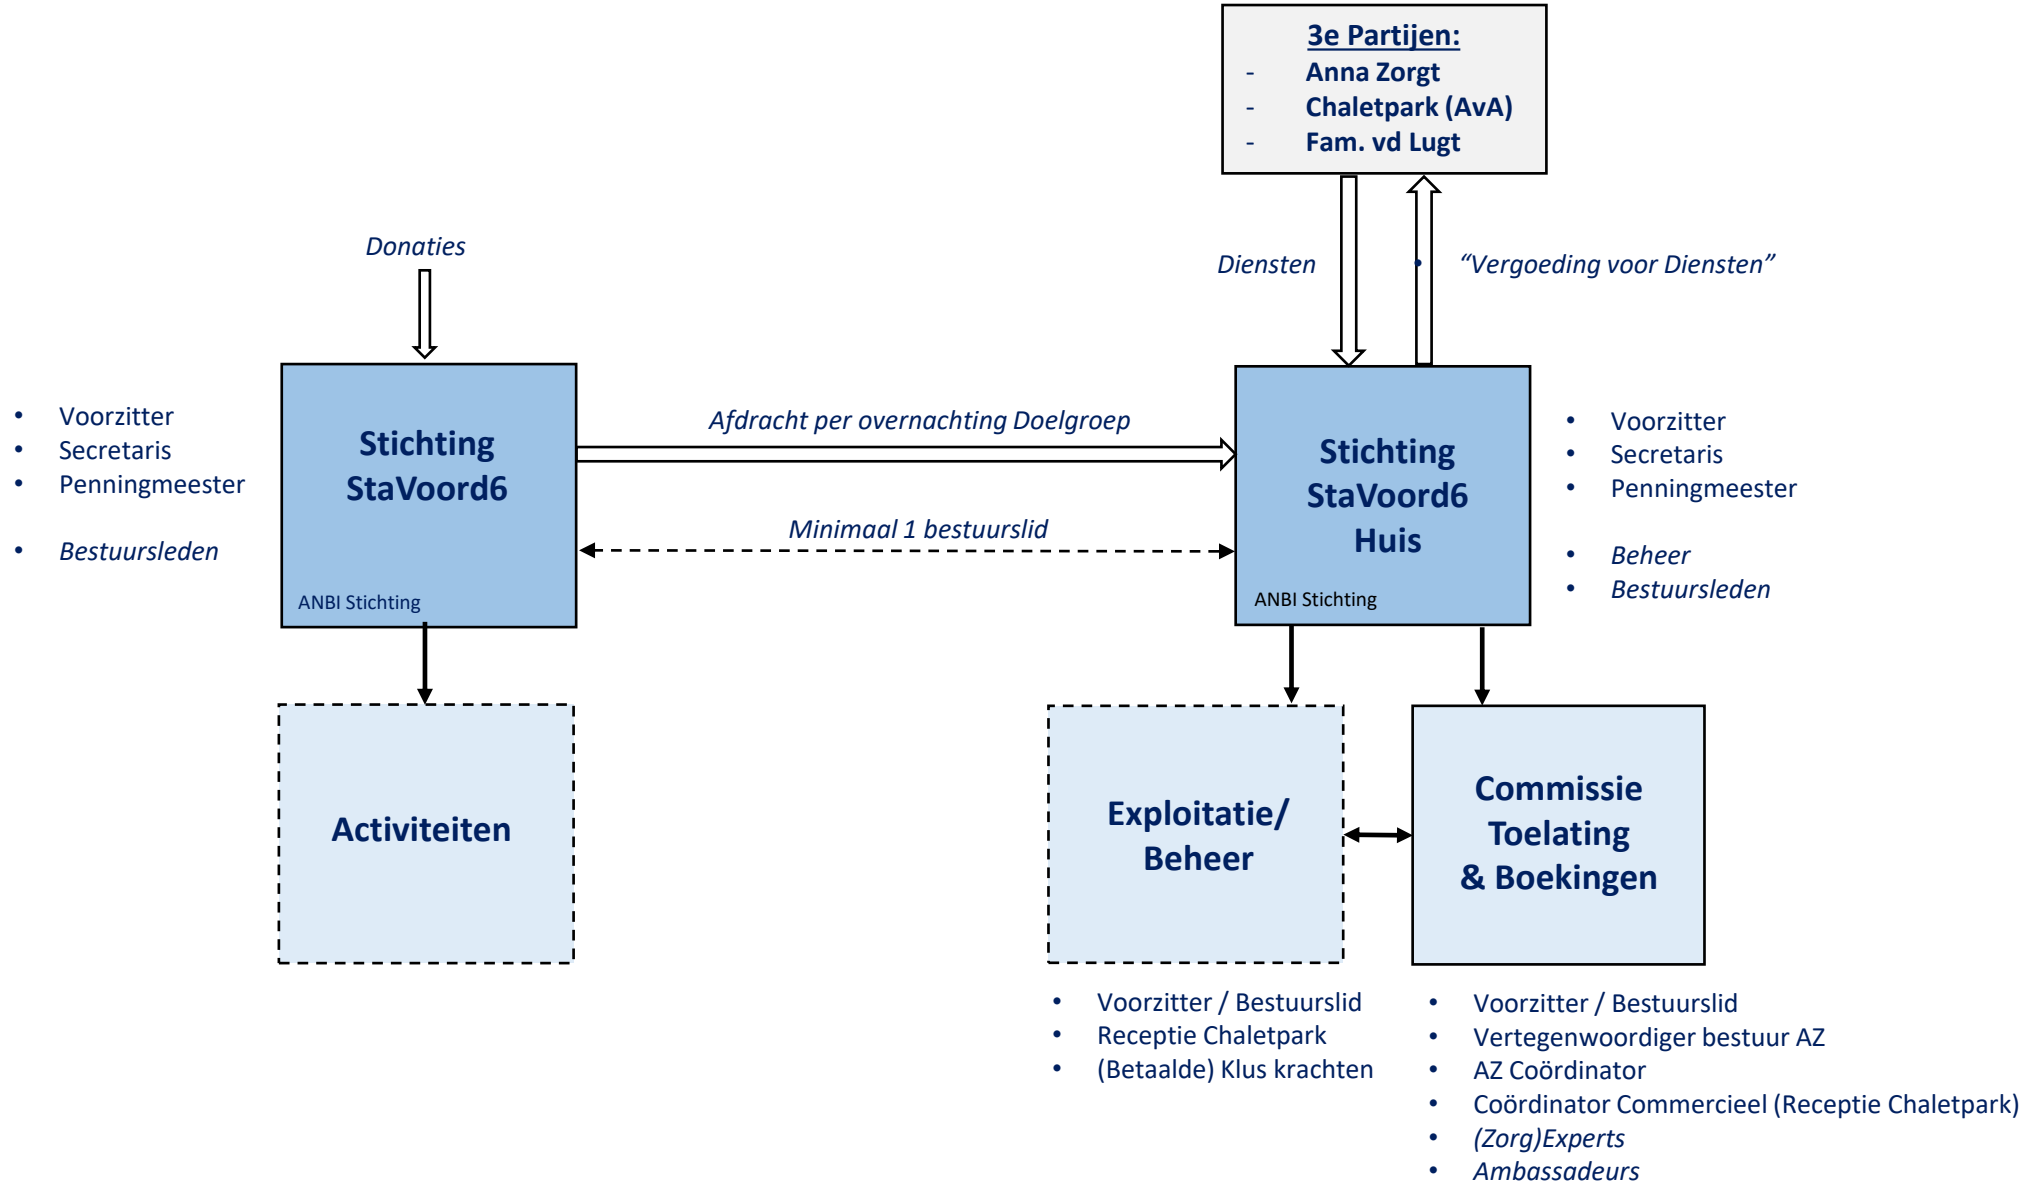 3e Partijen:
- Anna Zorgt
- Chaletpark (AvA)
- Fam. vd Lugt
Donaties
Diensten
• “Vergoeding voor Diensten”
• Voorzitter
• Secretaris
• Penningmeester
• Bestuursleden
Stichting
StaVoord6
ANBI Stichting
Afdracht per overnachting Doelgroep
Minimaal 1 bestuurslid
Stichting
StaVoord6
Huis
ANBI Stichting
• Voorzitter
• Secretaris
• Penningmeester
• Beheer
• Bestuursleden
Activiteiten
Exploitatie/
Beheer
Commissie
Toelating
& Boekingen
• Voorzitter / Bestuurslid
• Receptie Chaletpark
• (Betaalde) Klus krachten
• Voorzitter / Bestuurslid
• Vertegenwoordiger bestuur AZ
• AZ Coördinator
• Coördinator Commercieel (Receptie Chaletpark)
• (Zorg)Experts
• Ambassadeurs